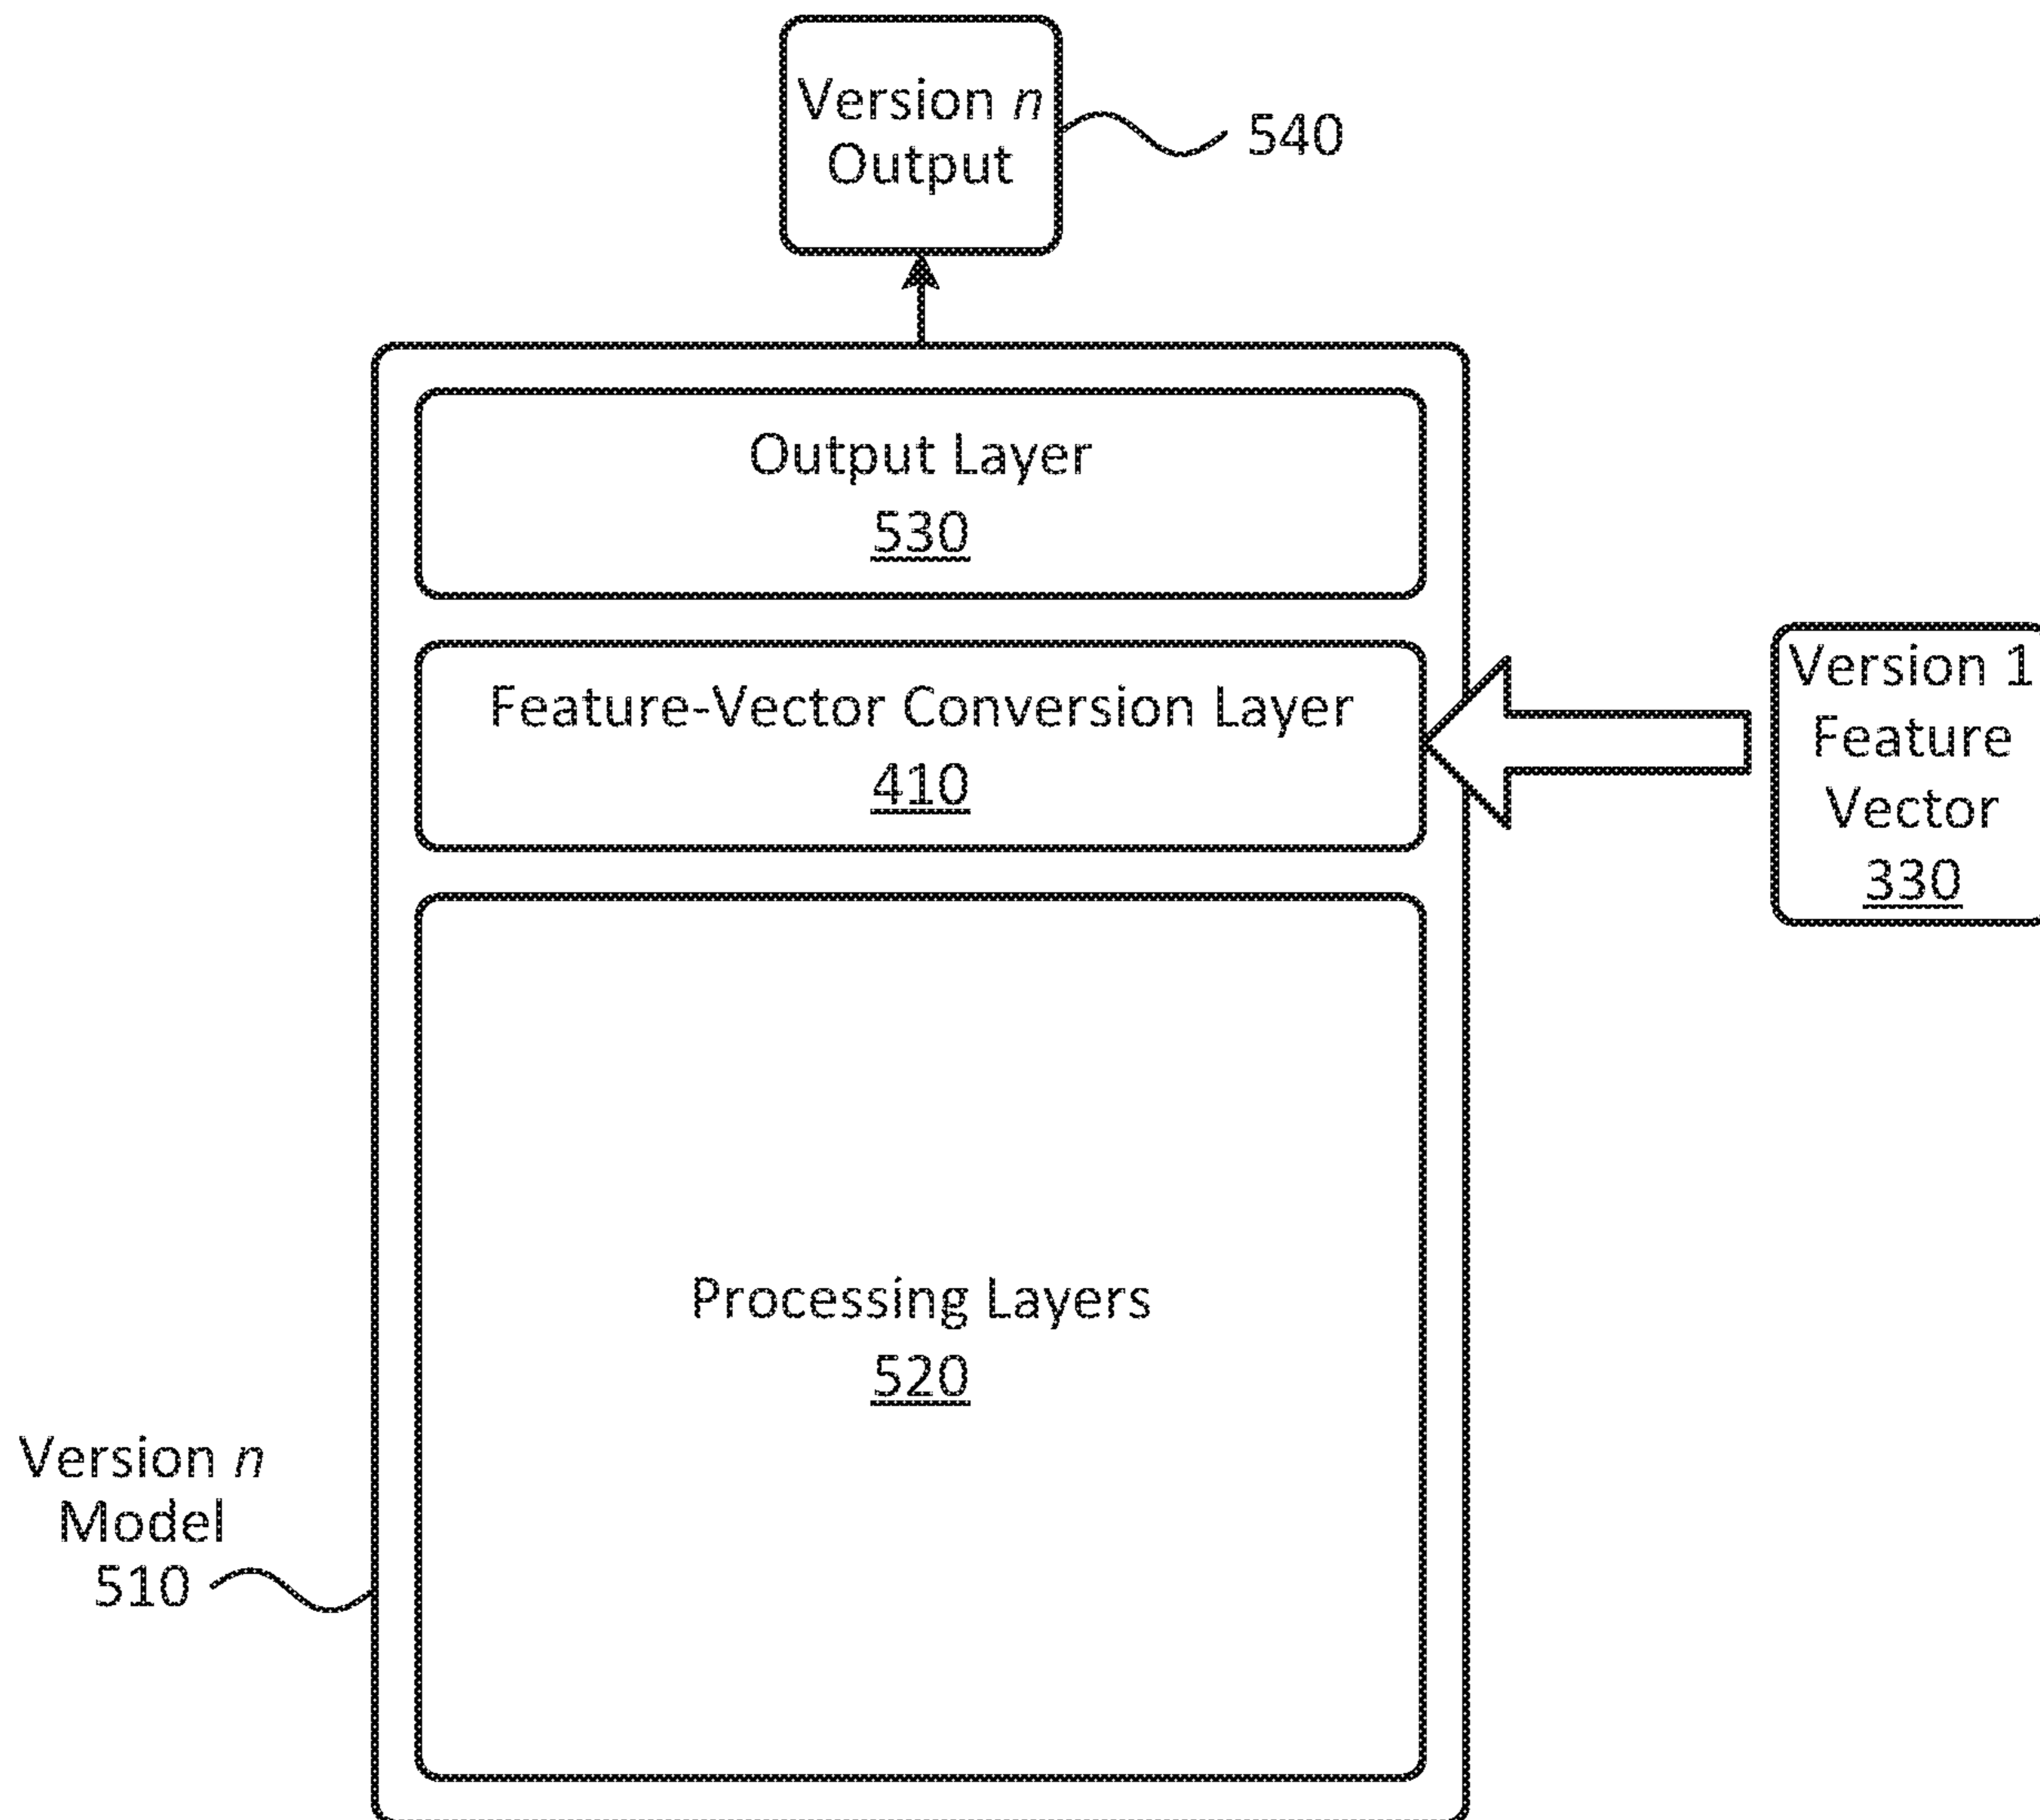 Version n
Output
540
Output Layer
530
Feature-Vector Conversion Layer
410
Version 1
Feature
Vector
330
Processing Layers
520
Version n
Model
510